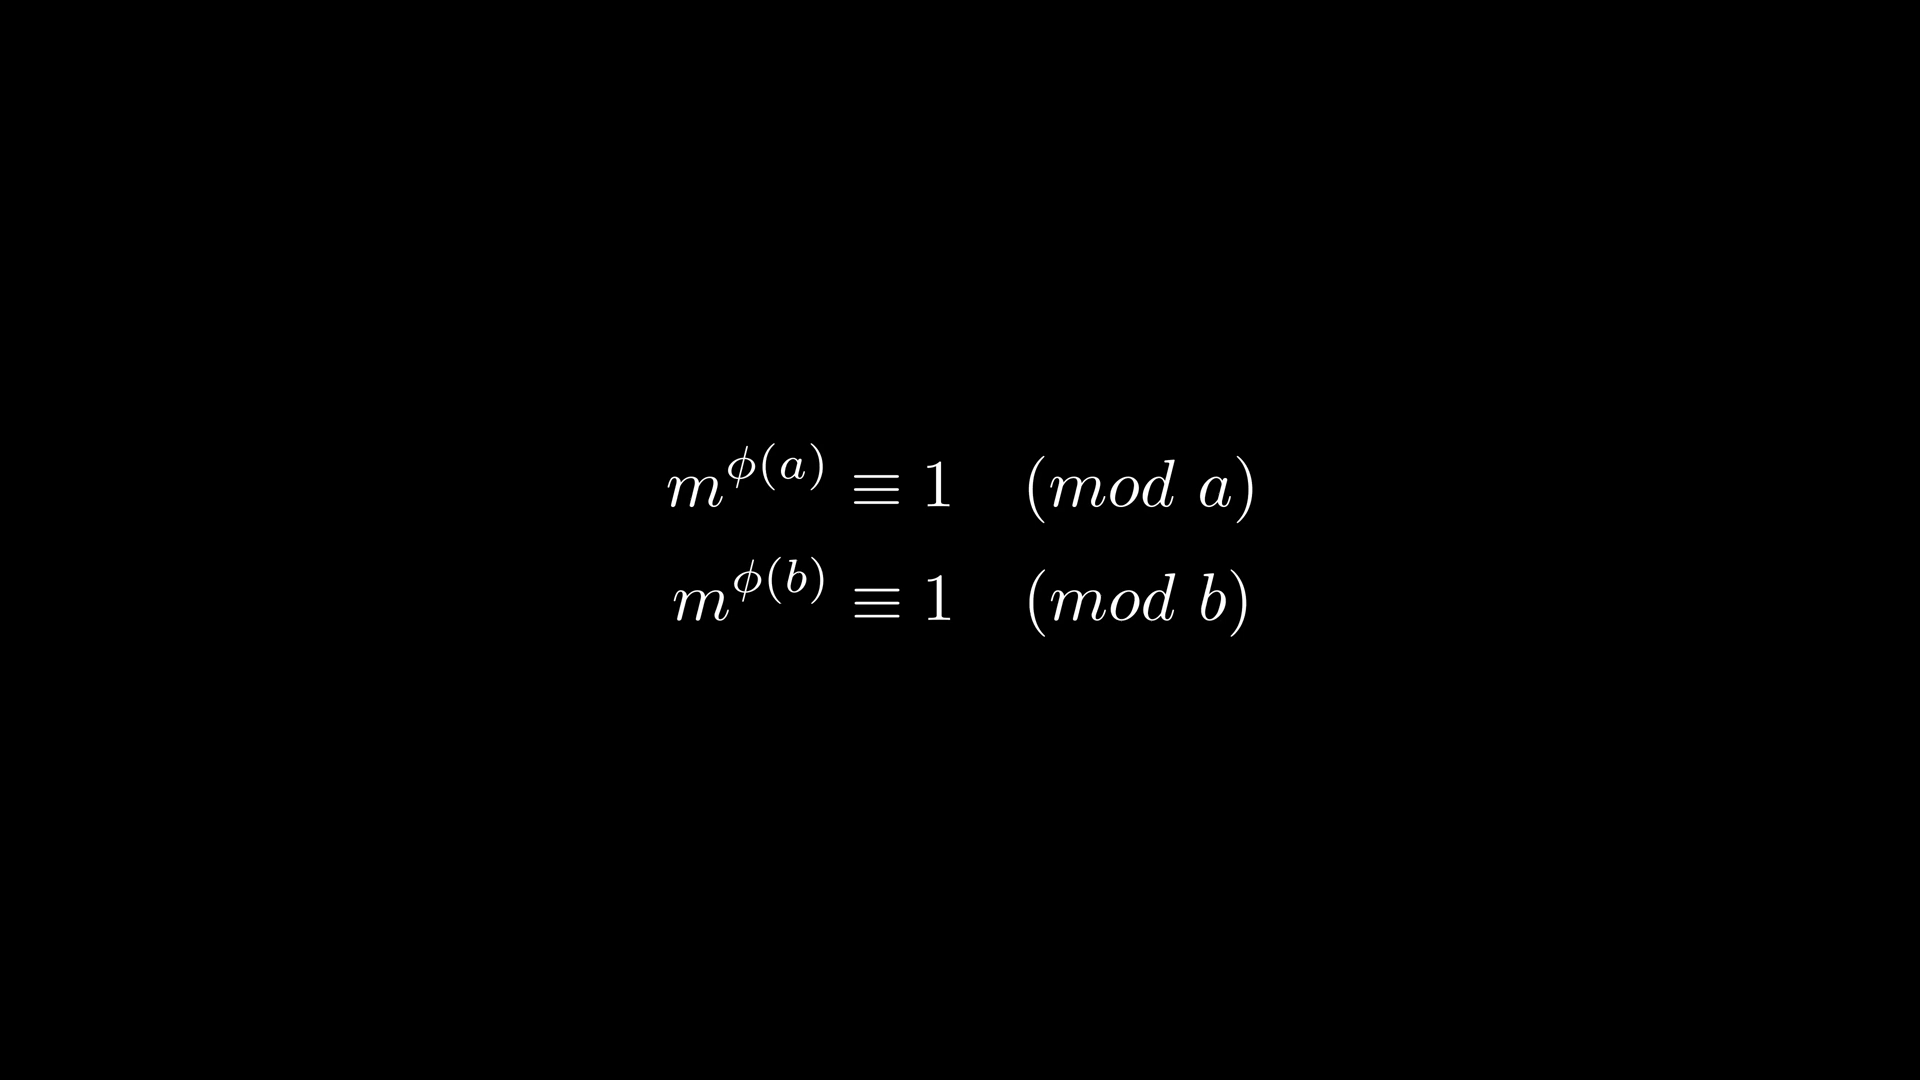 m^{\phi(a)} \equiv 1 \quad (mod \ a)
m^{\phi(b)} \equiv 1 \quad (mod \ b)